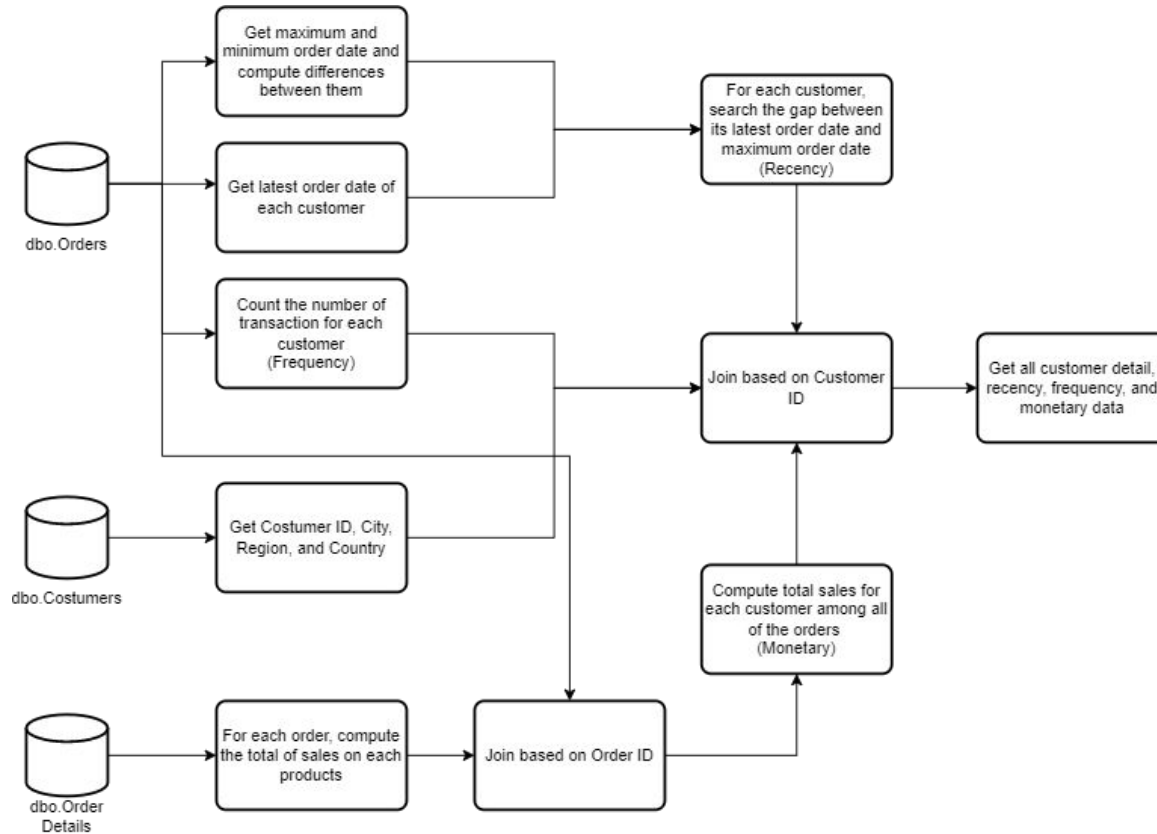 Get maximum and
minimum order date and
compute differences
between them
For each customer,
search the gap between
its latest order date and
maximum order date
(Recency)
dbo.Orders
Get latest order date of
each customer
Count the number of
transaction for each
customer
(Frequency)
Join based on Customer
ID
Get all customer detail,
recency, frequency, and
monetary data
dbo.Costumers
Get Costumer ID, City,
Region, and Country
Compute total sales for
each customer among all
of the orders
(Monetary)
dbo.Order
Details
For each order, compute
the total of sales on each
products
Join based on Order ID